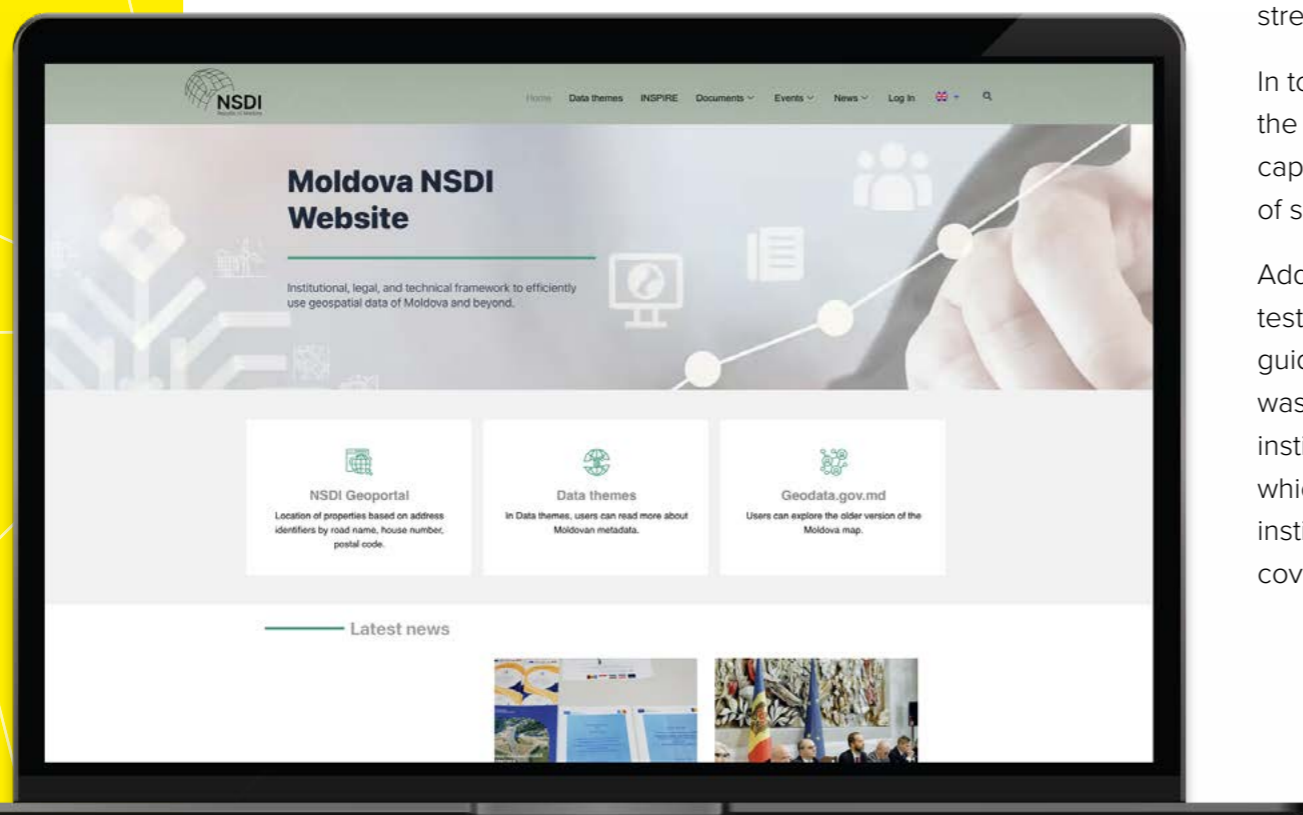 NSDI
Republic of Moldova
Home Data themes INSPIRE Documents Events News Log In
Moldova NSDI
Website
Institutional, legal, and technical framework to efficiently
use geospatial data of Moldova and beyond.
NSDI Geoportal
Location of properties based on address
identifiers by road name, house number,
postal code.
Data themes
In Data themes, users can read more about
Moldovan metadata.
Geodata.gov.md
Users can explore the older version of the
Moldova map.
Latest news
stre
In to
the
cap
of s
Add
test
guid
was
insti
whic
insti
cov